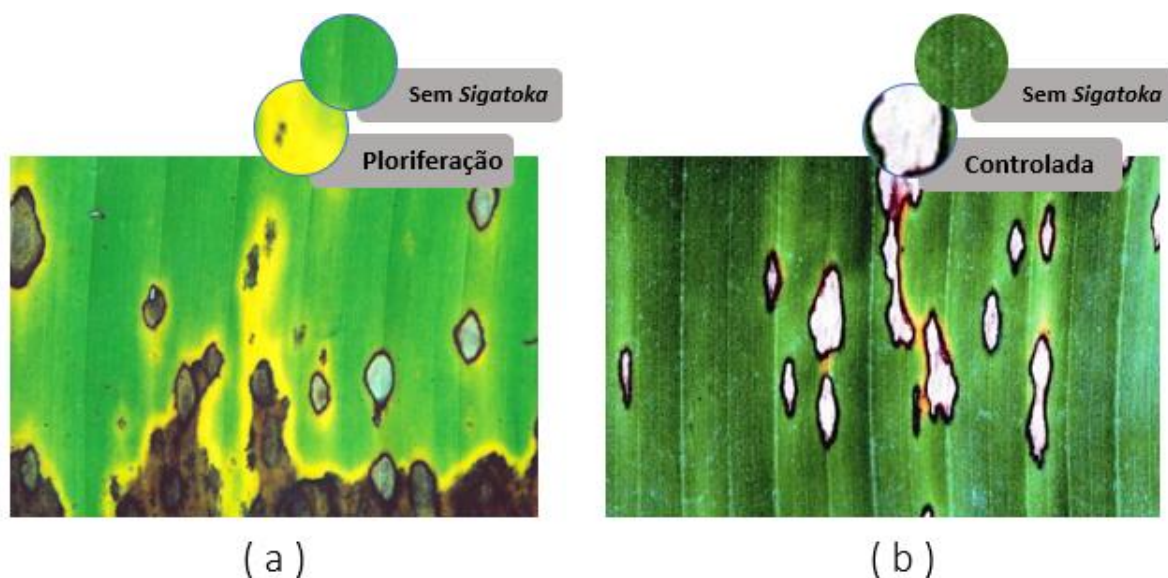 Sem Sigatoka
Ploriferação
( a )
Sem Sigatoka
Controlada
( b )